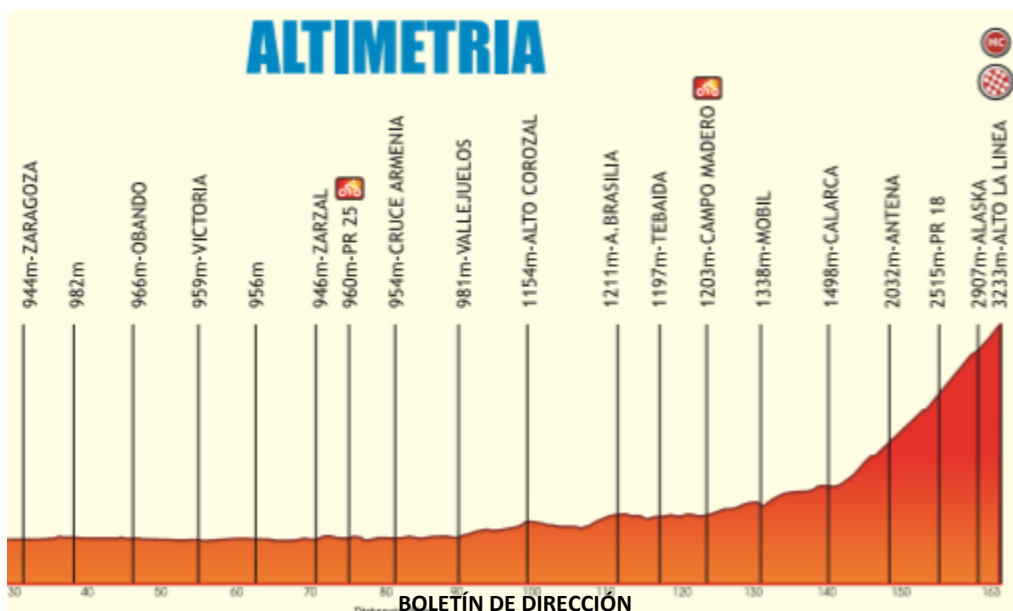 ALTIMETRIA
HC
944m-ZARAGOZA
982m
966m-OBANDO
959m-VICTORIA
956m
946m-ZARZAL
960m-PR 25
954m-CRUCE ARMENIA
981m-VALLEJUELOS
1154m-ALTO COROZAL
1211m-A.BRASILIA
1197m-TEBAIDA
1203m-CAMPO MADERO
1338m-MOBIL
1498m-CALARCA
2032m-ANTENA
2515m-PR 18
2907m-ALASKA
3233m-ALTO LA LINEA
30 40 50 60 70 80 90 100 110 120 130 140 150 163
BOLETÍN DE DIRECCIÓN